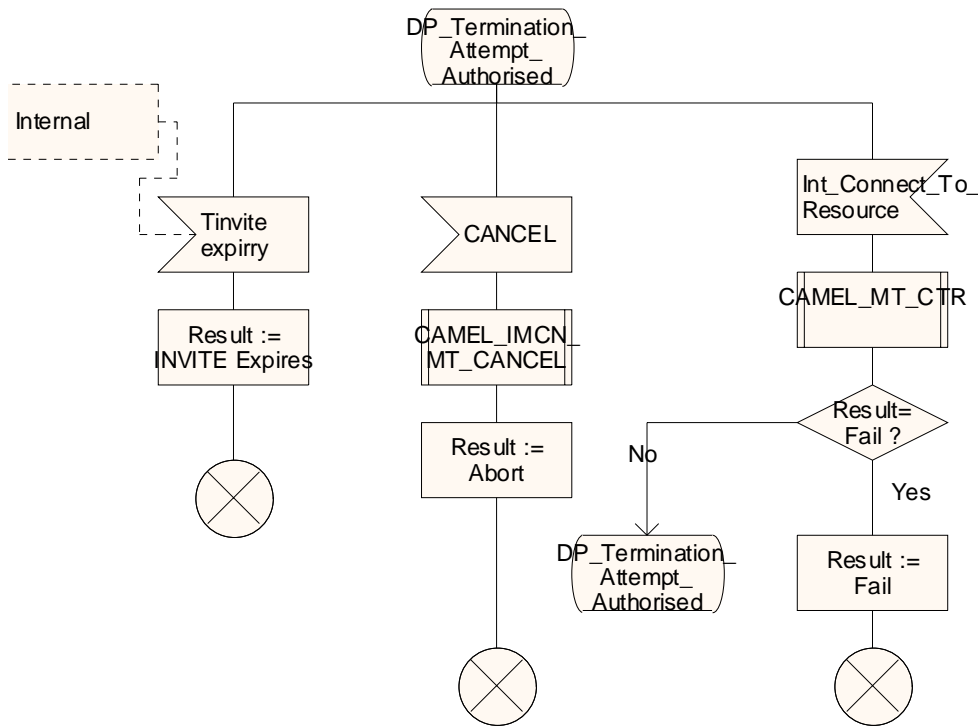 DP_Termination_
Attempt_
Authorised
Internal
Int_Connect_To_
Resource
Tinvite
expirry
CANCEL
CAMEL_MT_CTR
Result :=
INVITE Expires
CAMEL_IMCN_
MT_CANCEL
Result=
Fail ?
Result :=
Abort
No
Yes
DP_Termination_
Attempt_
Authorised
Result :=
Fail